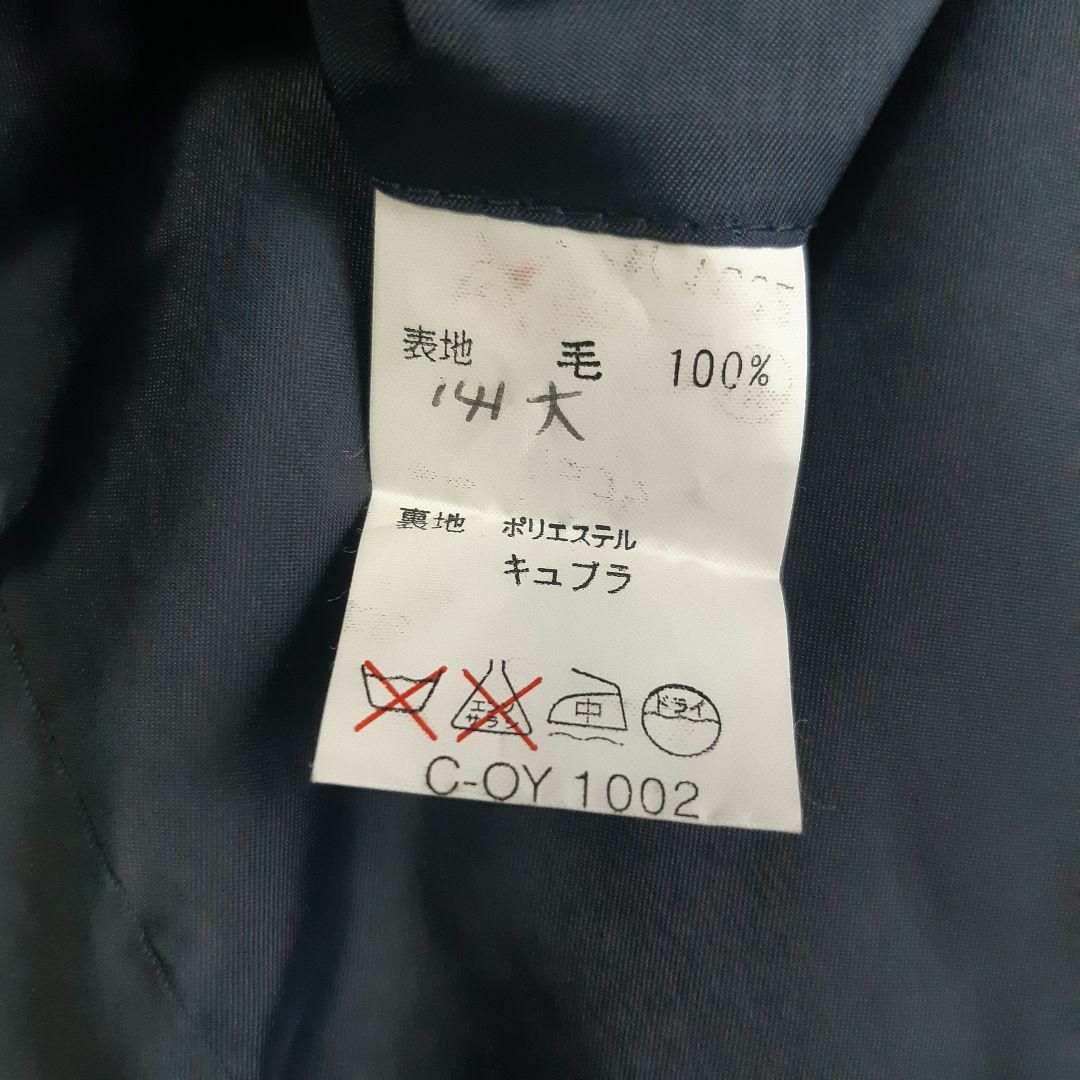 表地 毛 100%
大
裏地 ポリエステル
キュプラ
エンソ
サラシ
中
ドライ
C-OY 1002